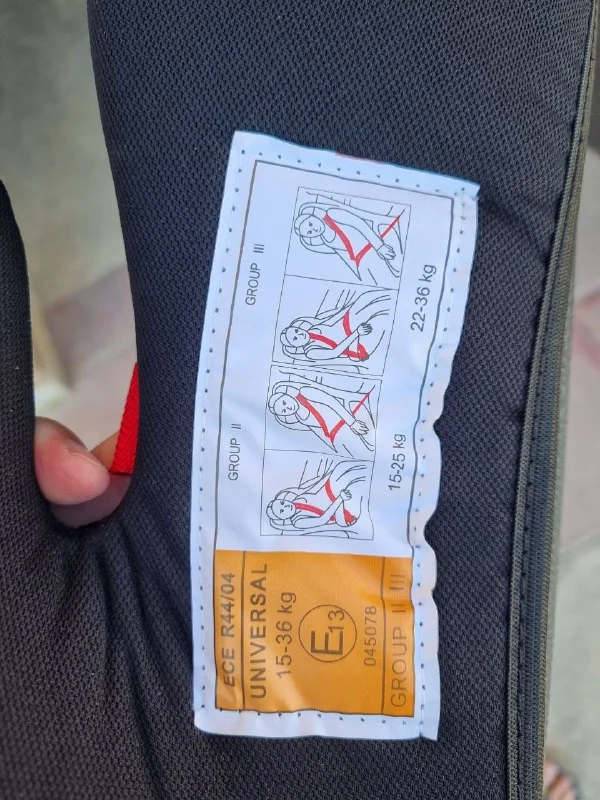 ECE R44/04
UNIVERSAL
15-36 kg
E13
045078
GROUP II III
GROUP II
15-25 kg
GROUP III
22-36 kg